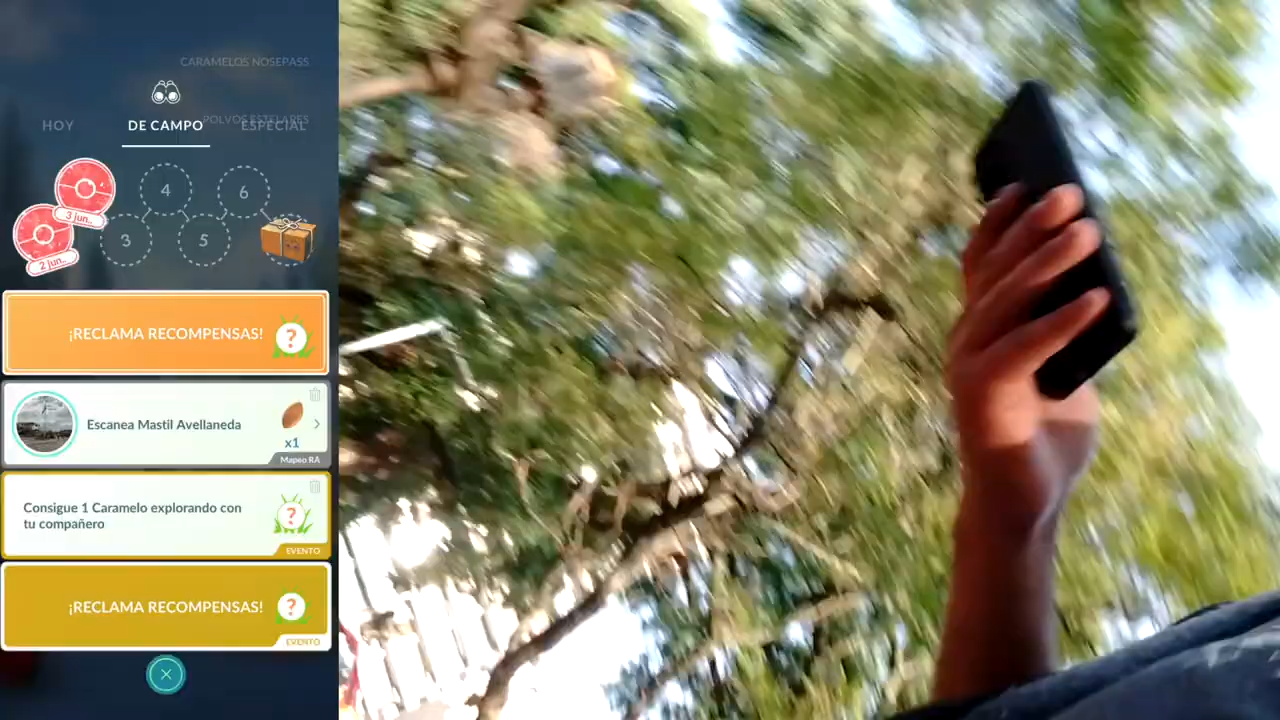 CARAMELOS NOSEPASS
POLVOS ESTELARES
HOY
DE CAMPO
ESPECIAL
4
6
3 jun..
3
5
2 jun..
¡RECLAMA RECOMPENSAS!
?
Escanea Mastil Avellaneda
x1
Mapeo RA
Consigue 1 Caramelo explorando con
tu compañero
?
EVENTO
¡RECLAMA RECOMPENSAS!
?
EVENTO